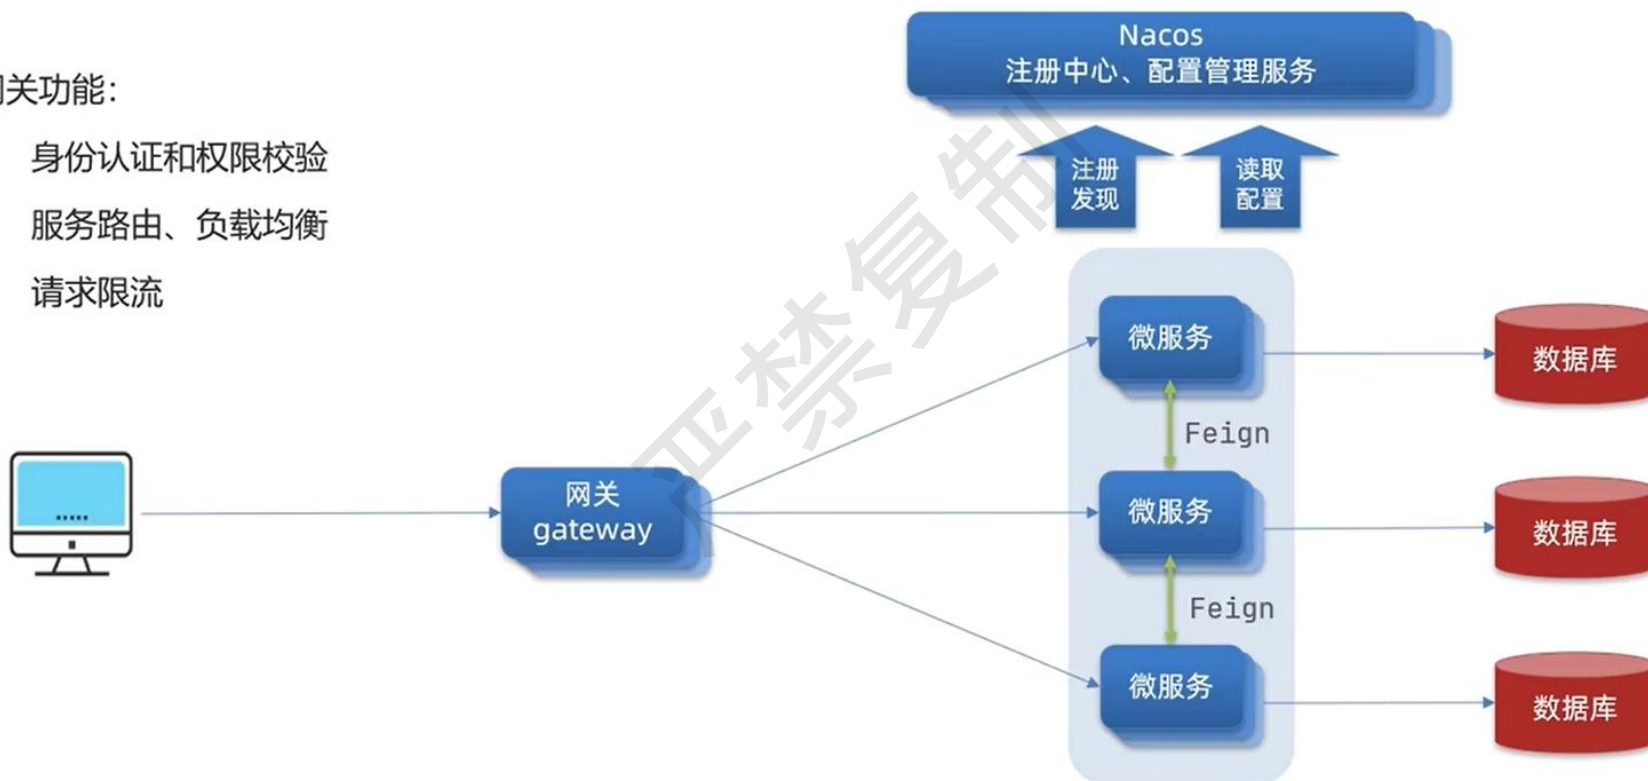 关功能：
身份认证和权限校验
服务路由、负载均衡
请求限流
Nacos
注册中心、配置管理服务
注册
发现
读取
配置
微服务
数据库
Feign
网关
gateway
微服务
数据库
Feign
微服务
数据库
严禁复制